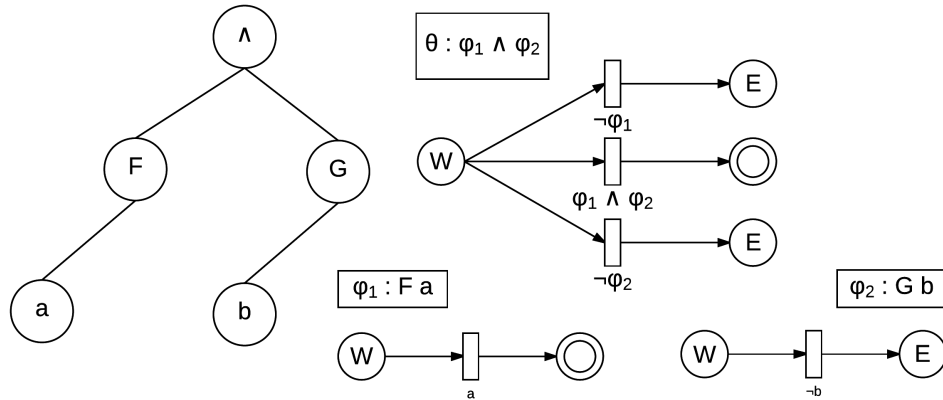 ∧
F
G
a
b
θ : φ₁ ∧ φ₂
W
¬φ₁
E
φ₁ ∧ φ₂
¬φ₂
E
φ₁ : F a
W
a
φ₂ : G b
W
¬b
E